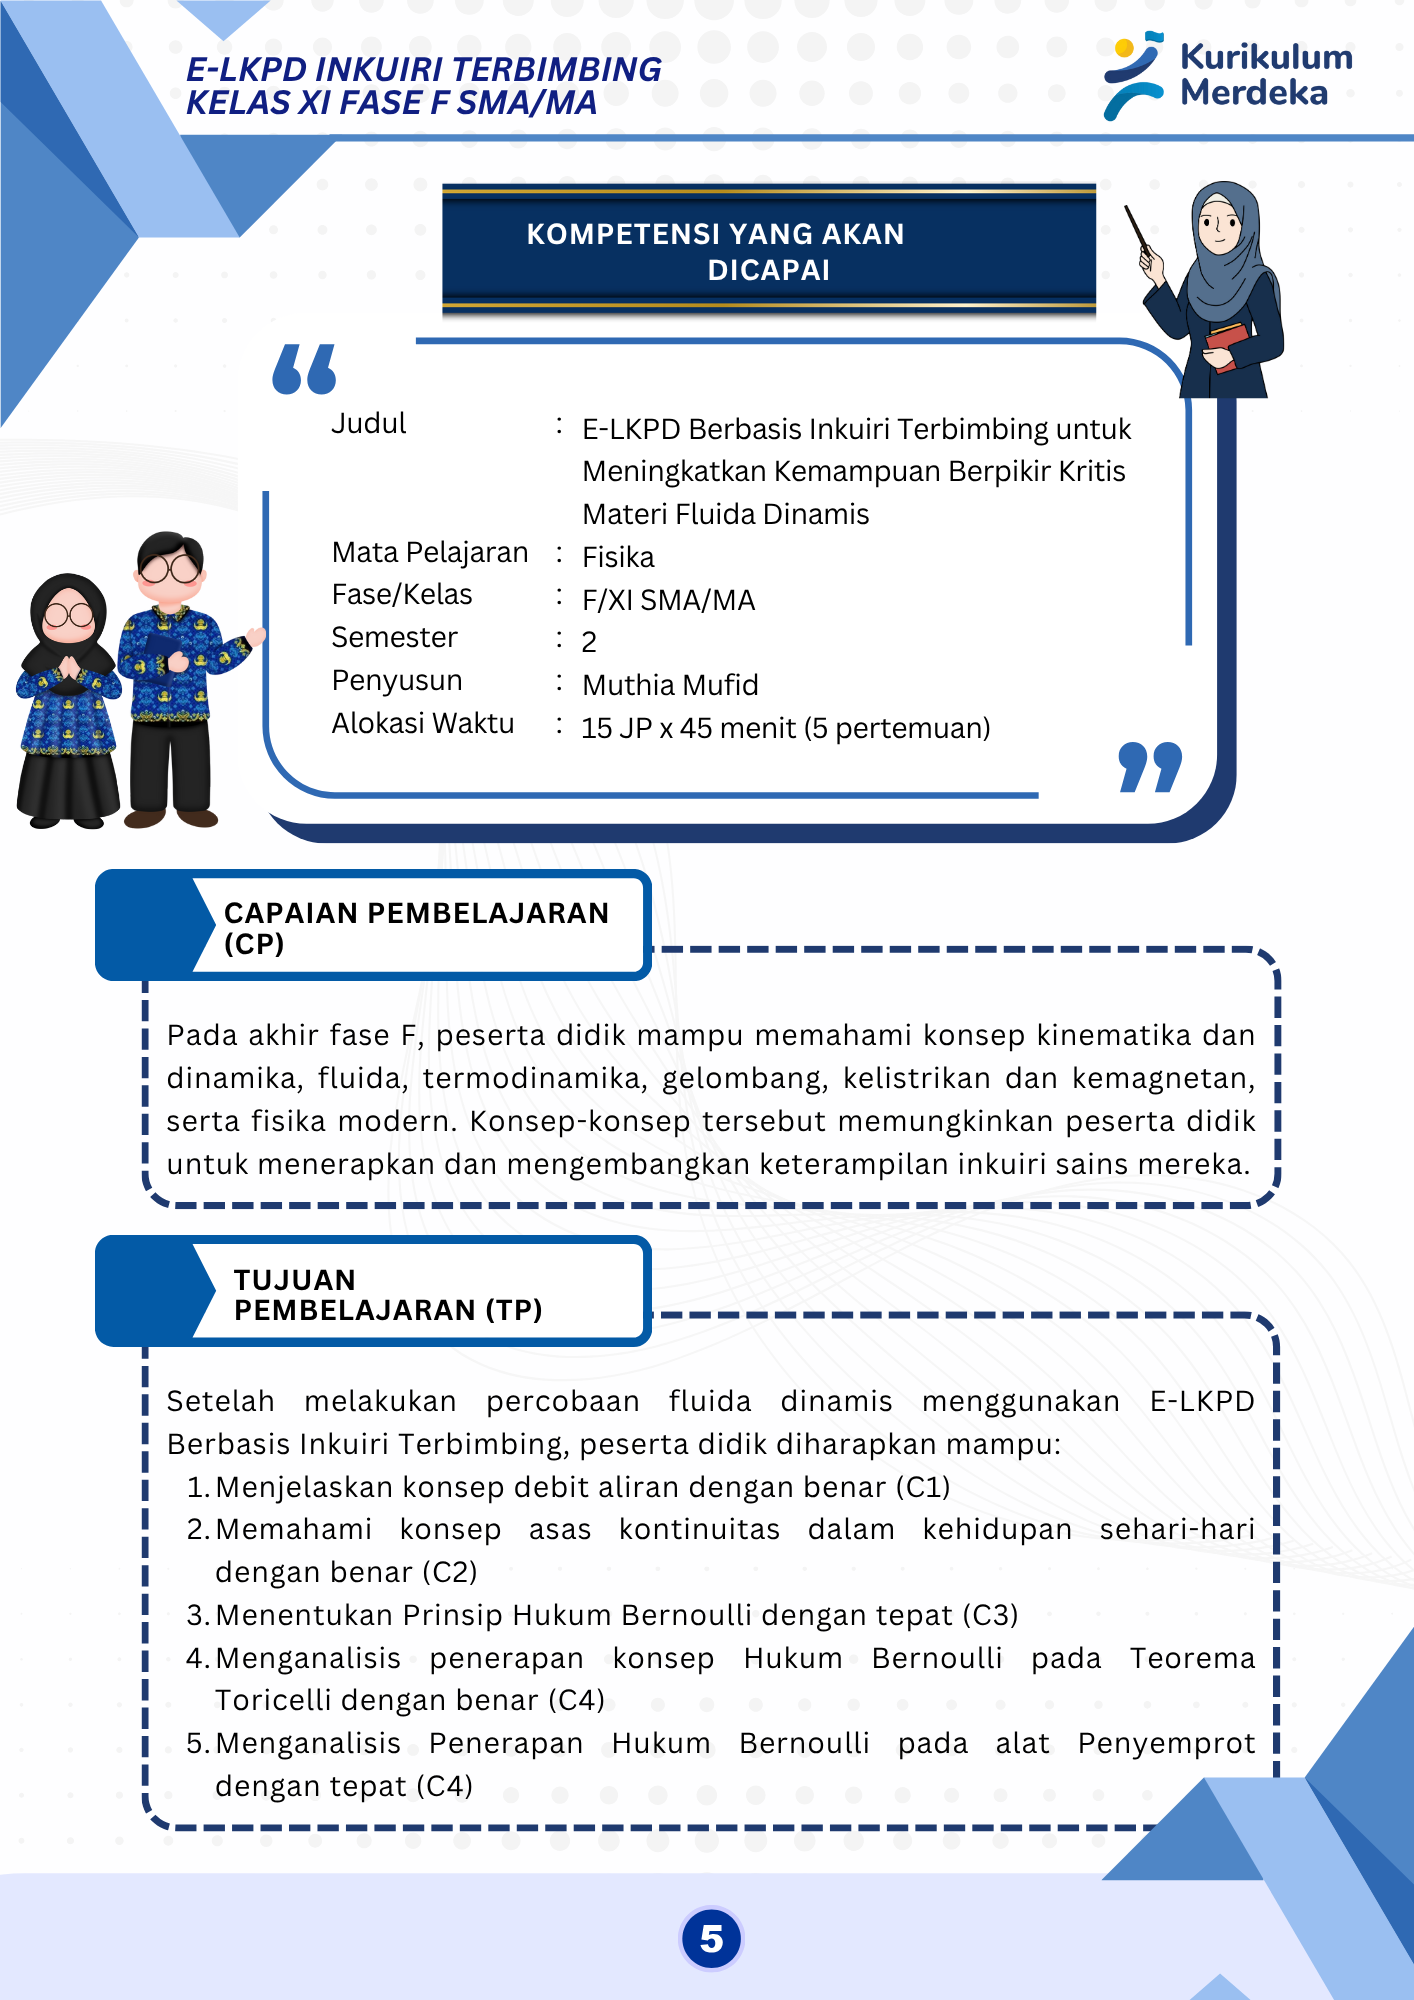 E-LKPD INKUIRI TERBIMBING
KELAS XI FASE F SMA/MA
Kurikulum
Merdeka
KOMPETENSI YANG AKAN
DICAPAI
“
Judul : E-LKPD Berbasis Inkuiri Terbimbing untuk
Meningkatkan Kemampuan Berpikir Kritis
Materi Fluida Dinamis
Mata Pelajaran : Fisika
Fase/Kelas : F/XI SMA/MA
Semester : 2
Penyusun : Muthia Mufid
Alokasi Waktu : 15 JP x 45 menit (5 pertemuan)
”
CAPAIAN PEMBELAJARAN
(CP)
Pada akhir fase F, peserta didik mampu memahami konsep kinematika dan
dinamika, fluida, termodinamika, gelombang, kelistrikan dan kemagnetan,
serta fisika modern. Konsep-konsep tersebut memungkinkan peserta didik
untuk menerapkan dan mengembangkan keterampilan inkuiri sains mereka.
TUJUAN
PEMBELAJARAN (TP)
Setelah melakukan percobaan fluida dinamis menggunakan E-LKPD
Berbasis Inkuiri Terbimbing, peserta didik diharapkan mampu:
1. Menjelaskan konsep debit aliran dengan benar (C1)
2. Memahami konsep asas kontinuitas dalam kehidupan sehari-hari
dengan benar (C2)
3. Menentukan Prinsip Hukum Bernoulli dengan tepat (C3)
4. Menganalisis penerapan konsep Hukum Bernoulli pada Teorema
Toricelli dengan benar (C4)
5. Menganalisis Penerapan Hukum Bernoulli pada alat Penyemprot
dengan tepat (C4)
5